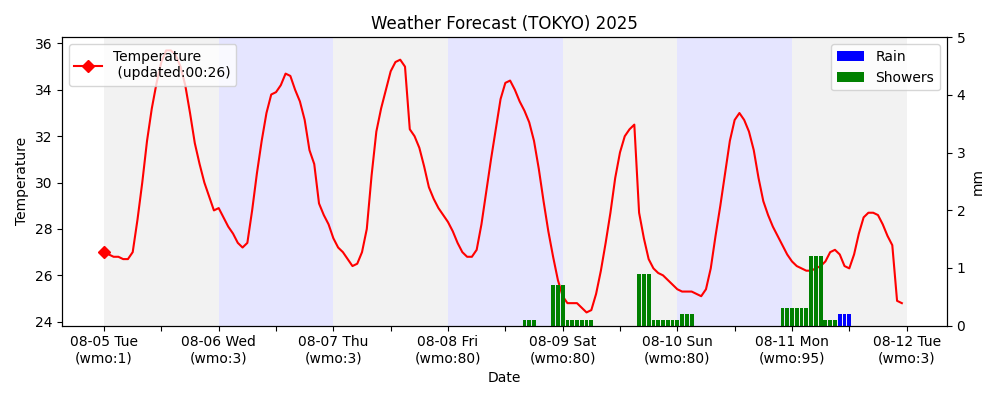 Weather Forecast (TOKYO) 2025
Temperature
(updated:00:26)
Rain
Showers
36
34
32
30
28
26
24
Temperature
5
4
3
2
1
0
mm
08-05 Tue
(wmo:1)
08-06 Wed
(wmo:3)
08-07 Thu
(wmo:3)
08-08 Fri
(wmo:80)
08-09 Sat
(wmo:80)
08-10 Sun
(wmo:80)
08-11 Mon
(wmo:95)
08-12 Tue
(wmo:3)
Date